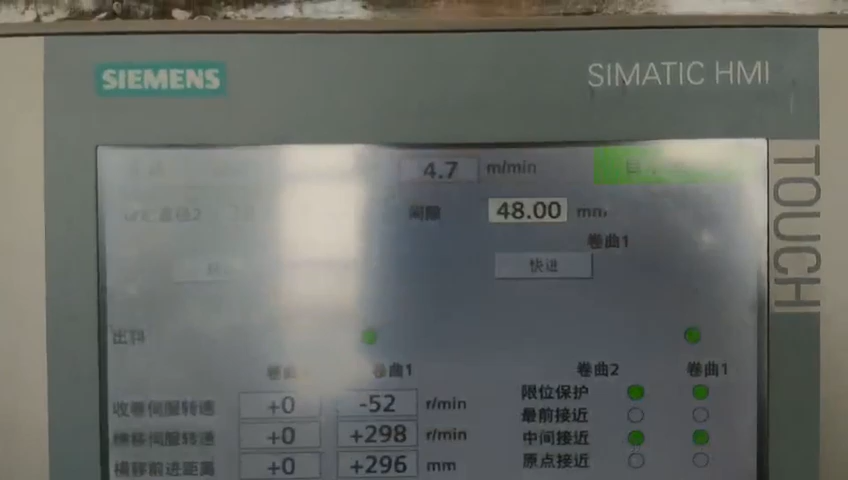 SIEMENS
SIMATIC HMI
TOUCH
4.7 m/min
间隙 48.00 mm
卷曲1
快进
出料
卷曲1 卷曲2 卷曲1
收卷伺服转速 +0 -52 r/min 限位保护
横移伺服转速 +0 +298 r/min 最前接近
中间接近
横移前进距离 +0 +296 mm 原点接近